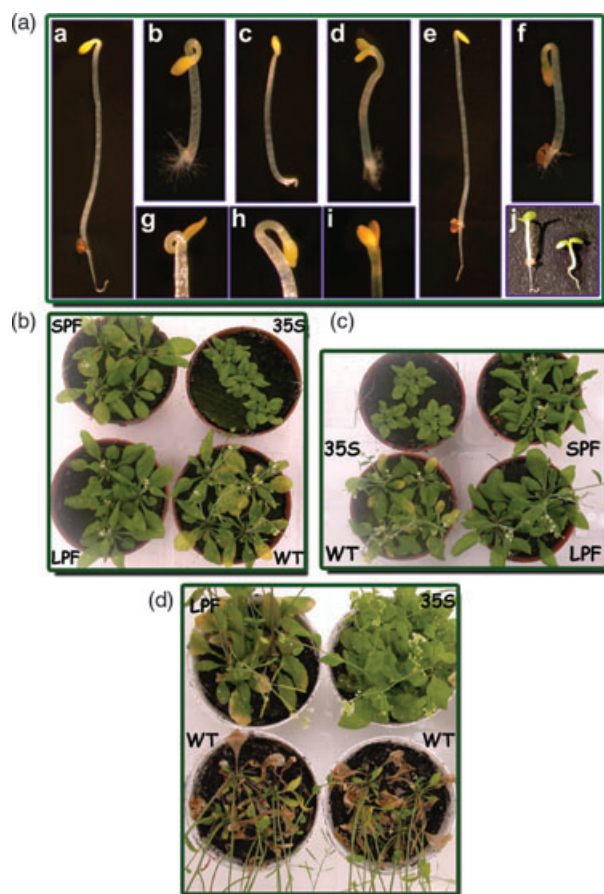 (a)
a b c d e f
g h i j
(b)
SPF 35S
LPF WT
(c)
35S SPF
WT LPF
(d)
LPF 35S
WT WT